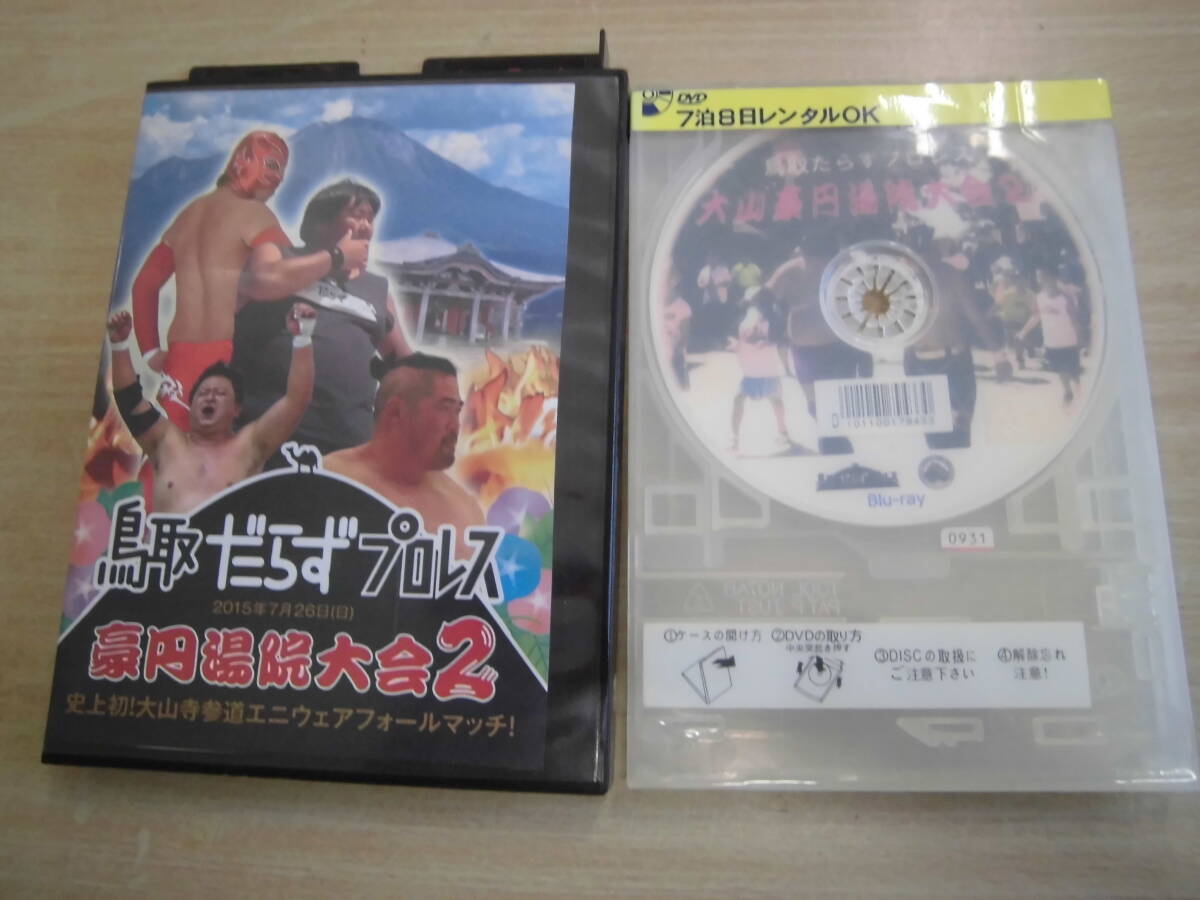 鳥取だらずプロレス
2015年7月26日(日)
豪円湯院大会2
史上初!大山寺参道エニウェアフォールマッチ!
DVD
7泊8日レンタルOK
鳥取だらずプロレス
大山豪円湯院大会2
Blu-ray
0931
①ケースの開け方
②DVDの取り方
中央突起を押す
③DISCの取扱に
ご注意下さい
④解除忘れ
注意!